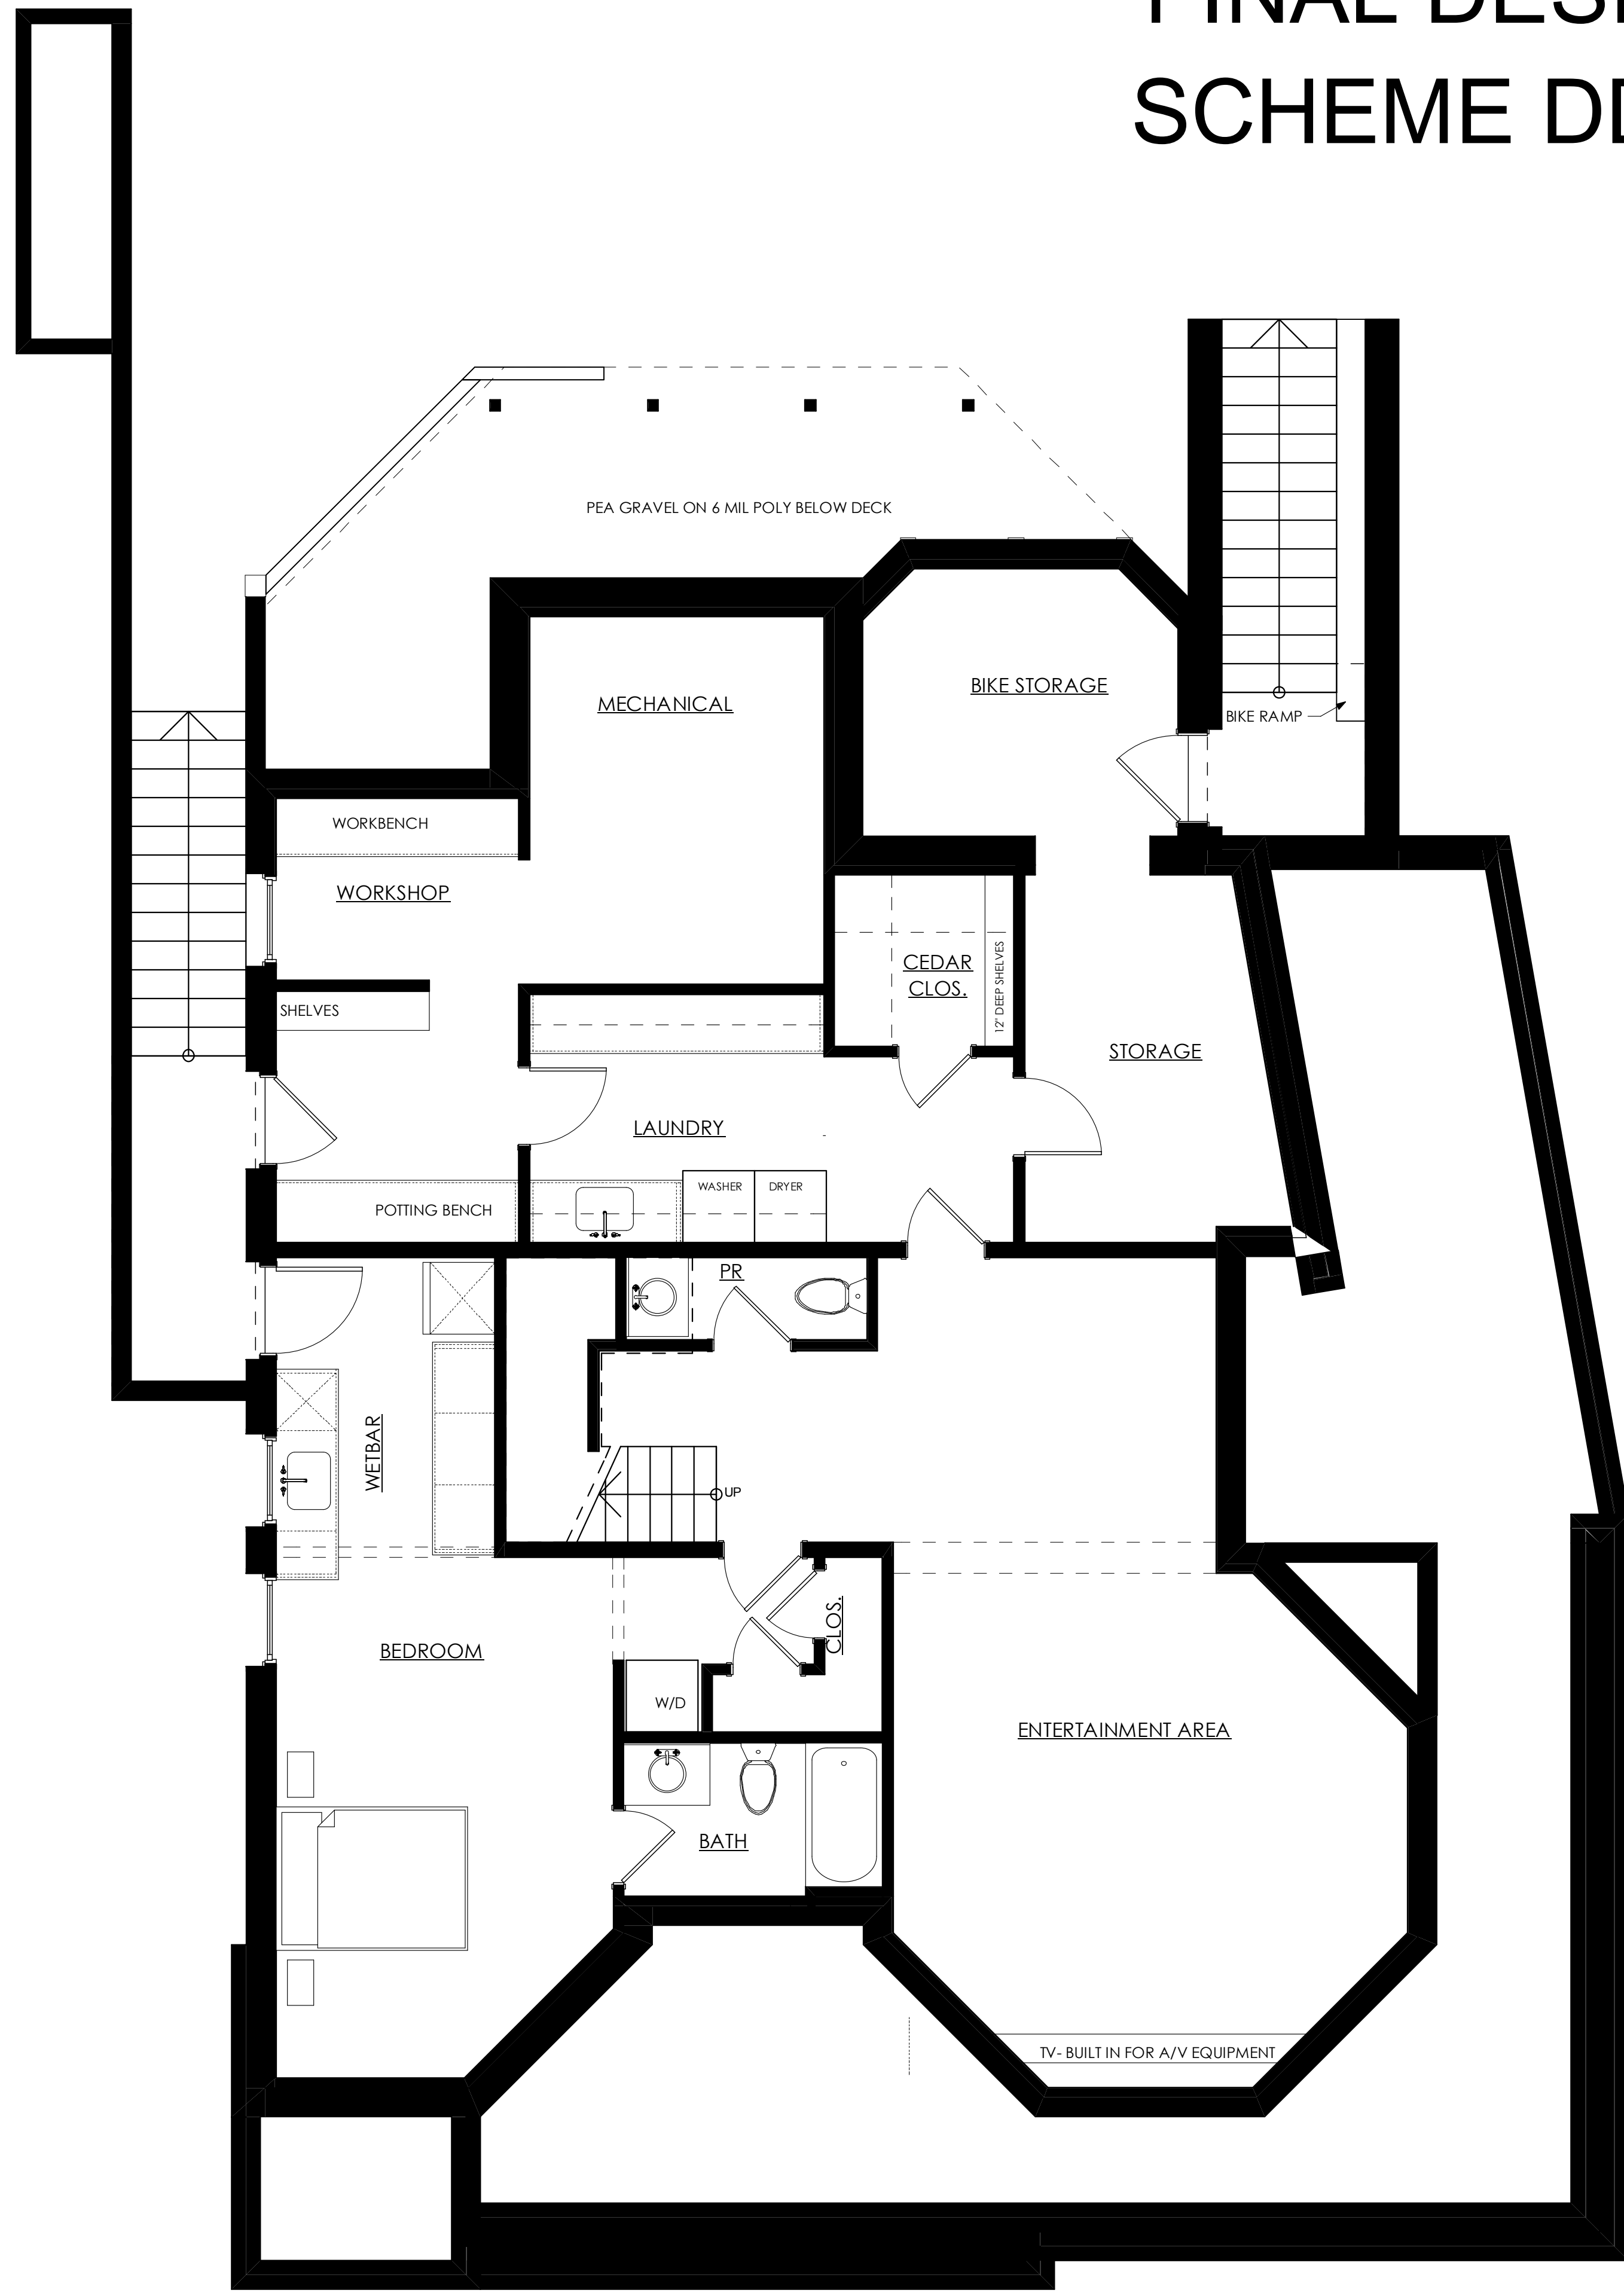 FINAL DESI
SCHEME DD
PEA GRAVEL ON 6 MIL POLY BELOW DECK
BIKE STORAGE
MECHANICAL
BIKE RAMP
WORKBENCH
WORKSHOP
CEDAR
CLOS.
12" DEEP SHELVES
SHELVES
STORAGE
LAUNDRY
WASHER
DRYER
POTTING BENCH
PR
WETBAR
UP
CLOS.
BEDROOM
W/D
ENTERTAINMENT AREA
BATH
TV- BUILT IN FOR A/V EQUIPMENT